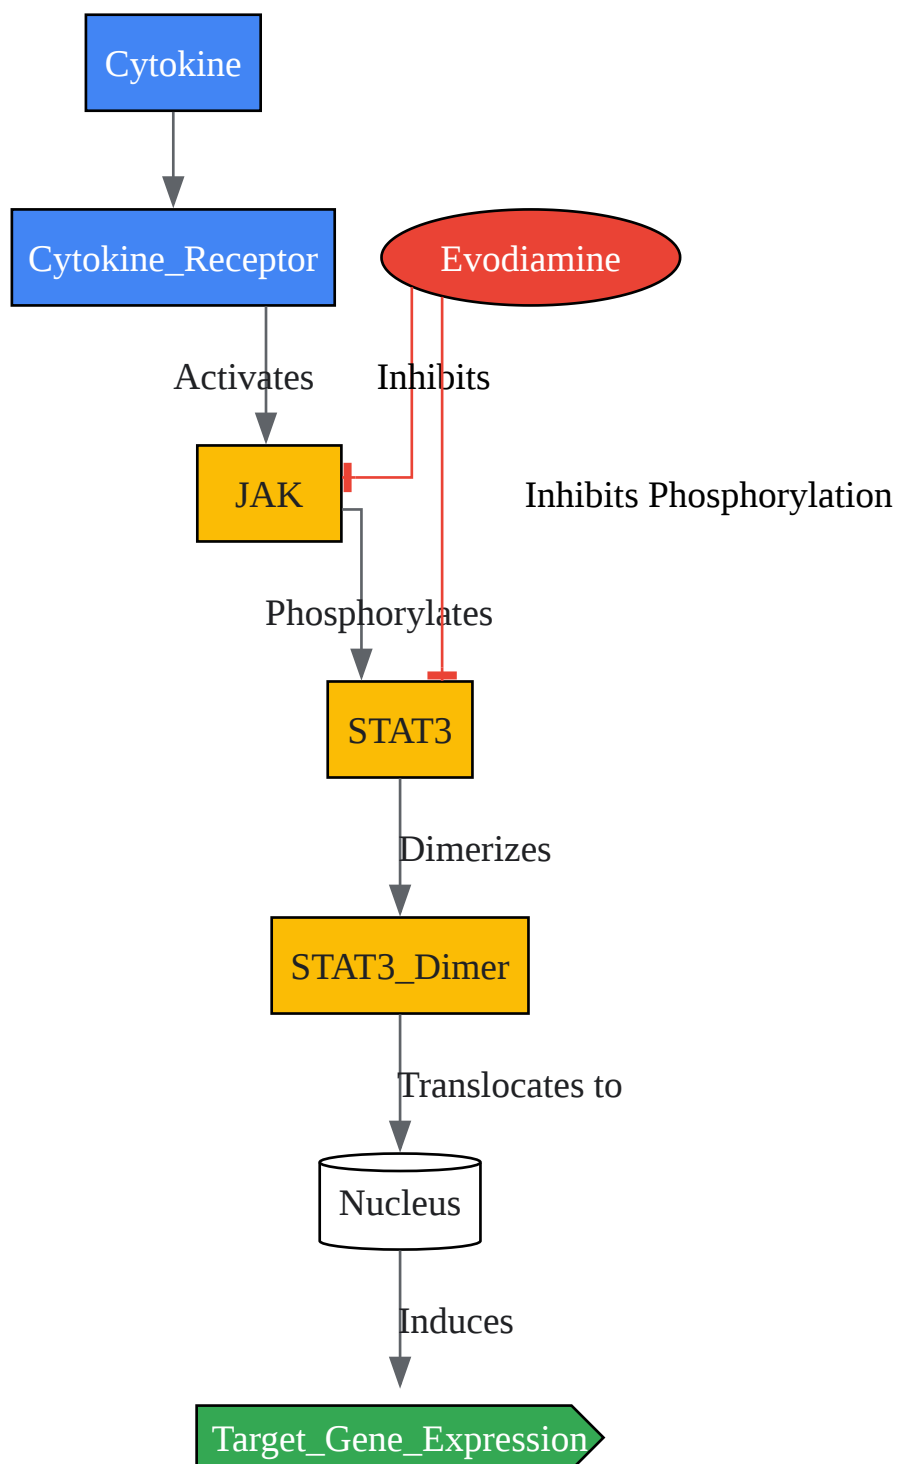 Cytokine
Cytokine_Receptor
Evodiamine
Activates
Inhibits
JAK
Inhibits Phosphorylation
Phosphorylates
STAT3
Dimerizes
STAT3_Dimer
Translocates to
Nucleus
Induces
Target_Gene_Expression